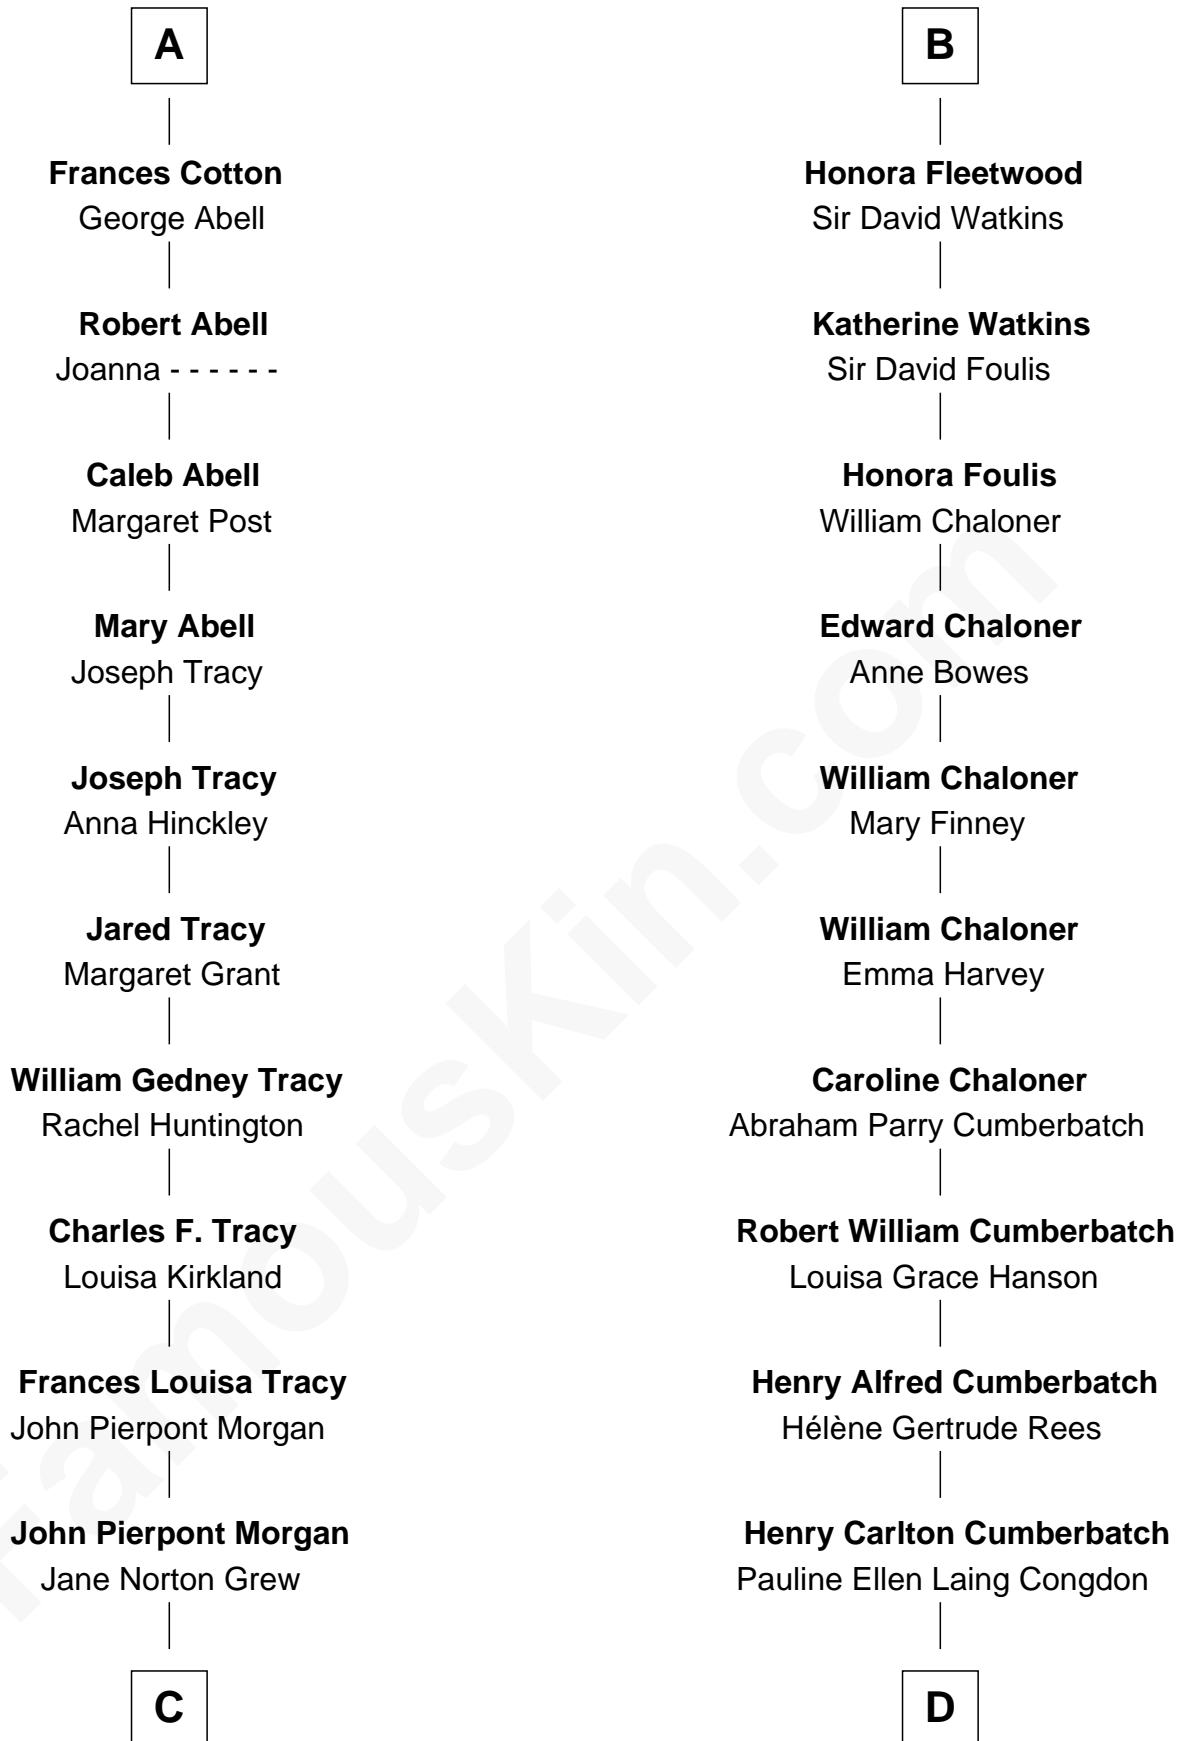 A
Frances Cotton
George Abell
Robert Abell
Joanna - - - - - -
Caleb Abell
Margaret Post
Mary Abell
Joseph Tracy
Joseph Tracy
Anna Hinckley
Jared Tracy
Margaret Grant
William Gedney Tracy
Rachel Huntington
Charles F. Tracy
Louisa Kirkland
Frances Louisa Tracy
John Pierpont Morgan
John Pierpont Morgan
Jane Norton Grew
C
B
Honora Fleetwood
Sir David Watkins
Katherine Watkins
Sir David Foulis
Honora Foulis
William Chaloner
Edward Chaloner
Anne Bowes
William Chaloner
Mary Finney
William Chaloner
Emma Harvey
Caroline Chaloner
Abraham Parry Cumberbatch
Robert William Cumberbatch
Louisa Grace Hanson
Henry Alfred Cumberbatch
Hélène Gertrude Rees
Henry Carlton Cumberbatch
Pauline Ellen Laing Congdon
D
FamousKin.com